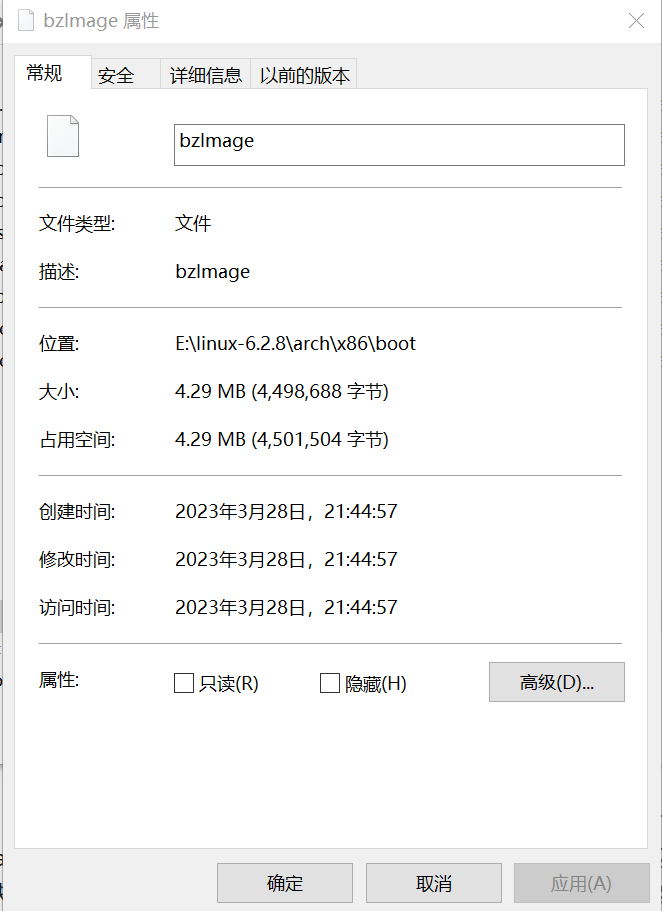 bzImage 属性
常规 安全 详细信息 以前的版本
bzImage
文件类型: 文件
描述: bzImage
位置: E:\linux-6.2.8\arch\x86\boot
大小: 4.29 MB (4,498,688 字节)
占用空间: 4.29 MB (4,501,504 字节)
创建时间: 2023年3月28日，21:44:57
修改时间: 2023年3月28日，21:44:57
访问时间: 2023年3月28日，21:44:57
属性: 只读(R) 隐藏(H) 高级(D)...
确定 取消 应用(A)